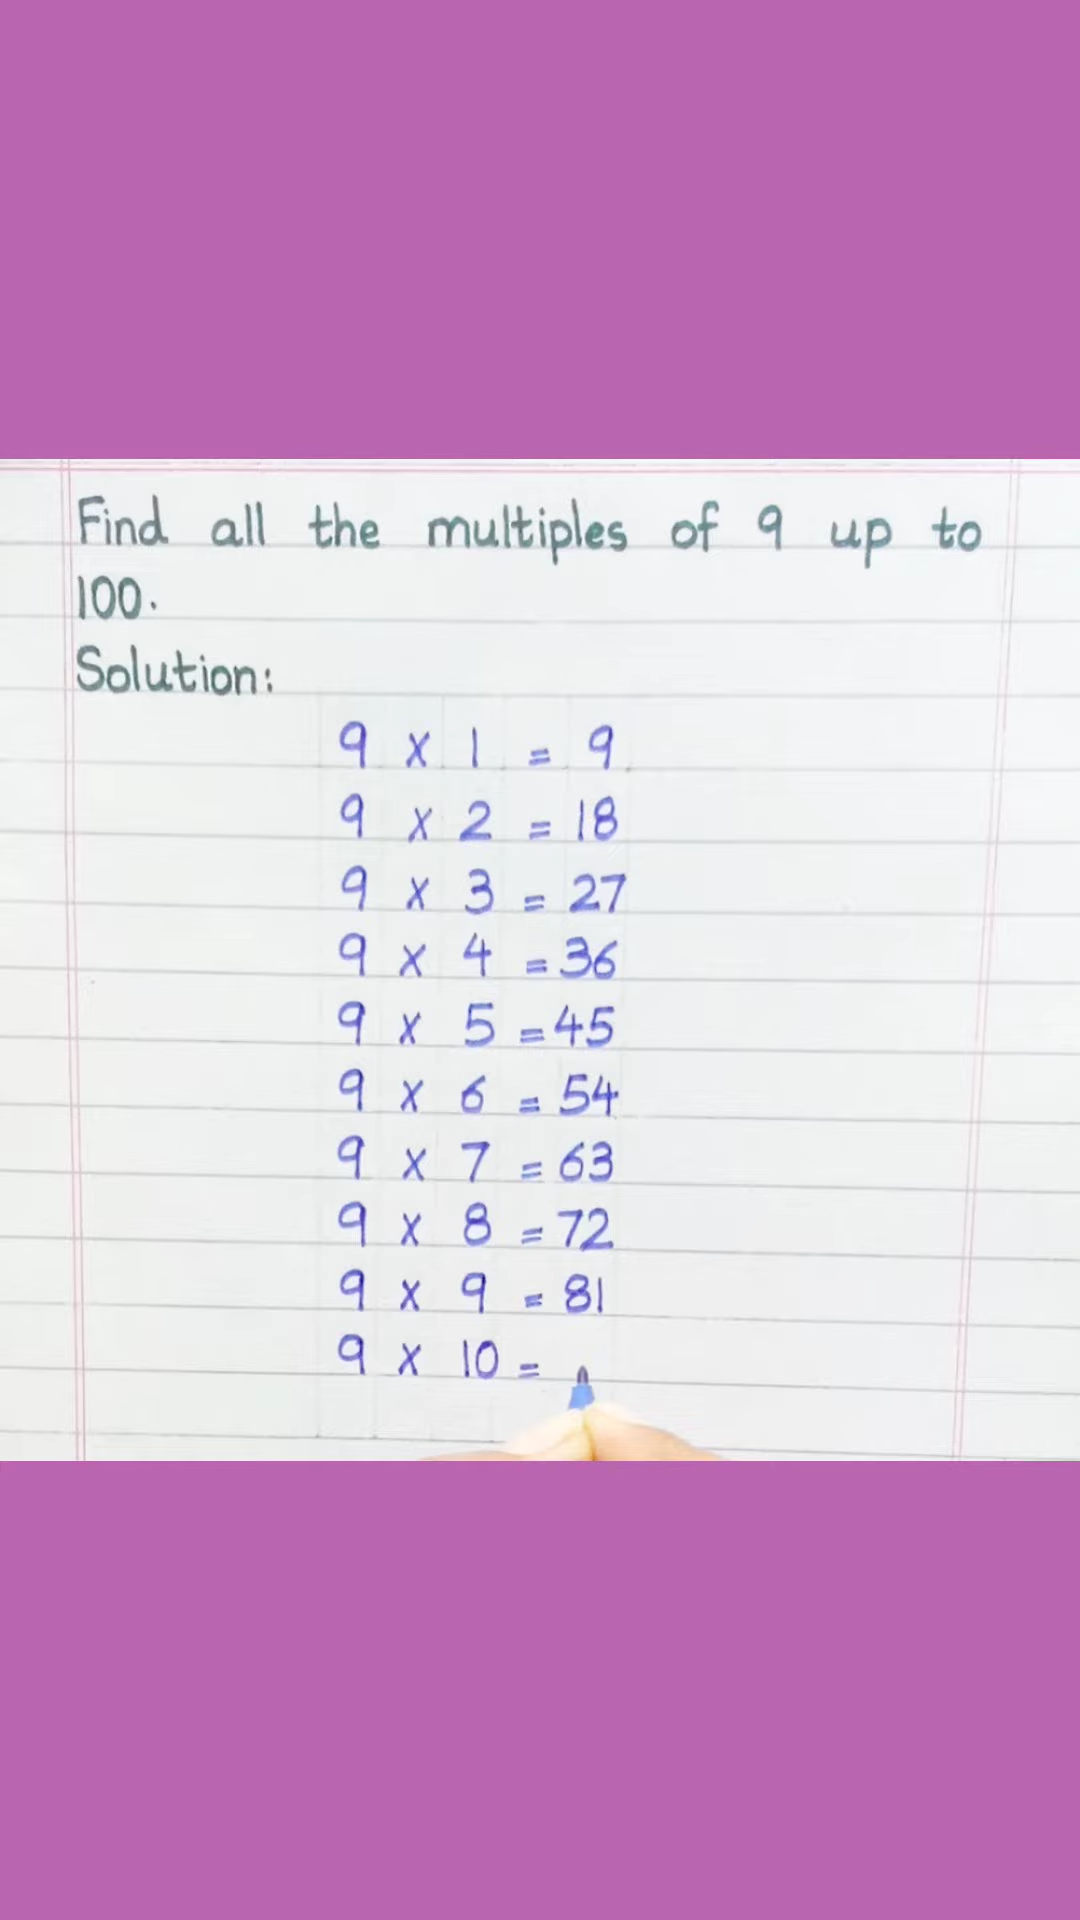 Find all the multiples of 9 up to
100.
Solution:
9 x 1 = 9
9 x 2 = 18
9 x 3 = 27
9 x 4 = 36
9 x 5 = 45
9 x 6 = 54
9 x 7 = 63
9 x 8 = 72
9 x 9 = 81
9 x 10 =